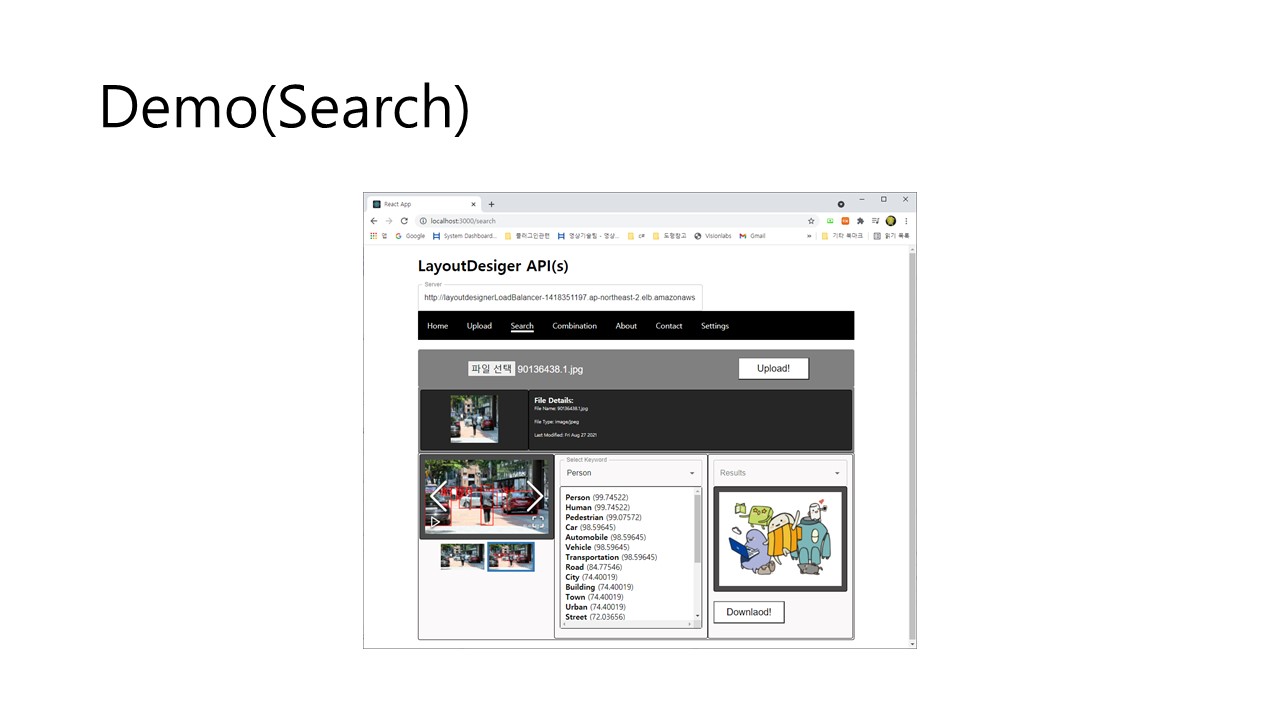 Demo(Search)
React App
localhost:3000/search
앱 Google System Dashboard... 플러그인관련 영상기술팀 - 영상... c# 도형참고 Visionlabs Gmail » 기타 북마크 읽기 목록
LayoutDesiger API(s)
Server
http://layoutdesignerLoadBalancer-1418351197.ap-northeast-2.elb.amazonaws
Home Upload Search Combination About Contact Settings
파일 선택 90136438.1.jpg Upload!
File Details:
File Name: 90136438.1.jpg
File Type: image/jpeg
Last Modified: Fri Aug 27 2021
Select Keyword
Person
Person (99.74522)
Human (99.74522)
Pedestrian (99.07572)
Car (98.59645)
Automobile (98.59645)
Vehicle (98.59645)
Transportation (98.59645)
Road (84.77546)
City (74.40019)
Building (74.40019)
Town (74.40019)
Urban (74.40019)
Street (72.03656)
Results
Downlaod!